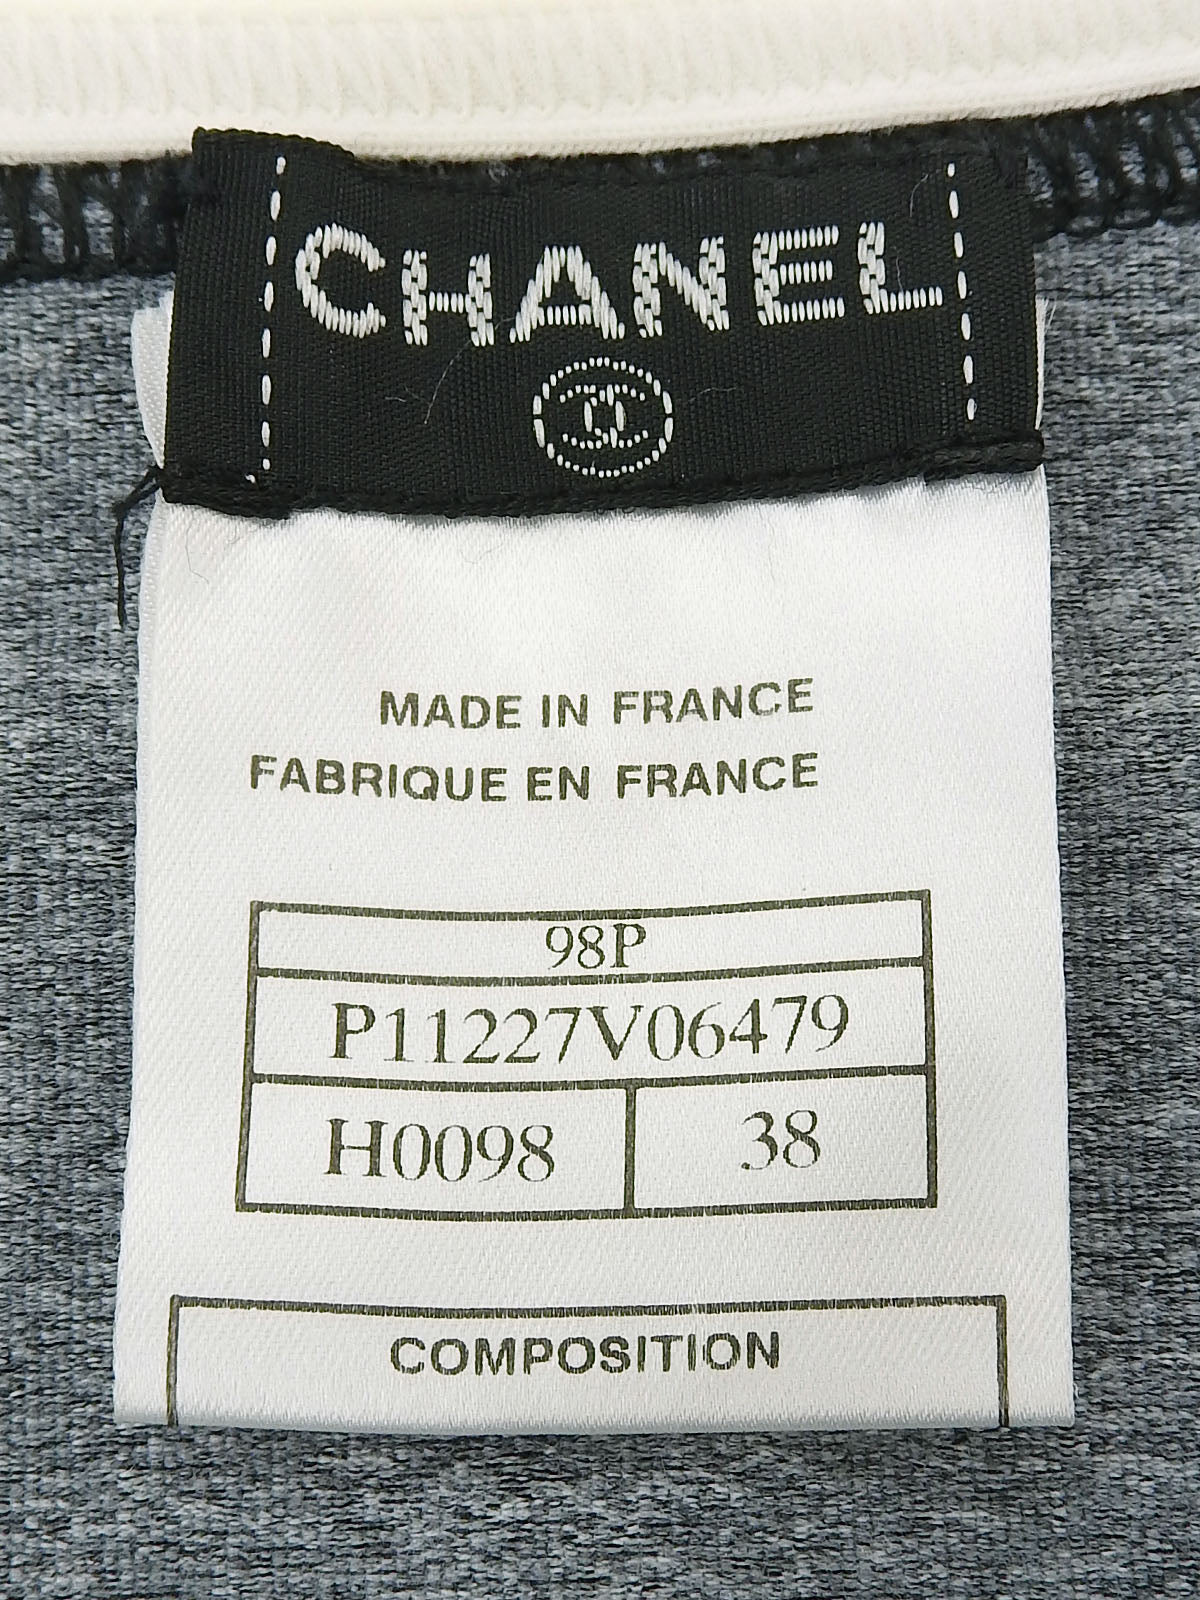 CHANEL
MADE IN FRANCE
FABRIQUE EN FRANCE
98P
P11227V06479
H0098 38
COMPOSITION